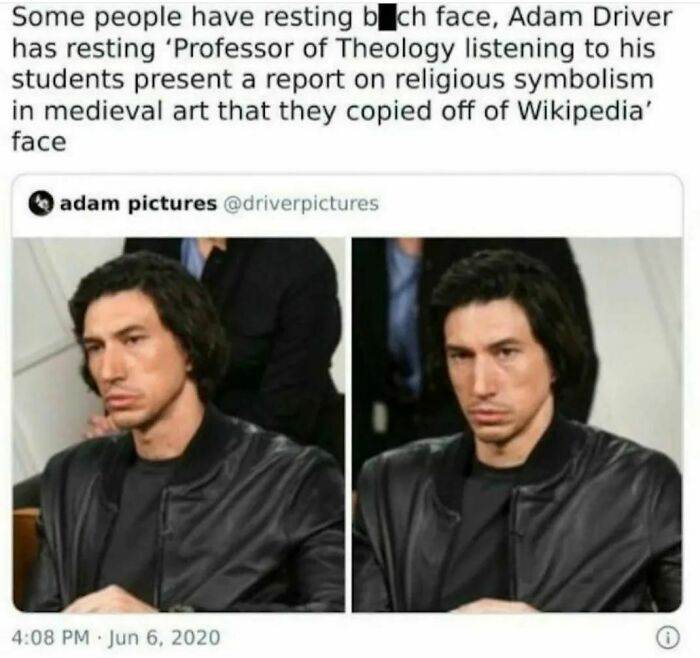 Some people have resting b█ch face, Adam Driver
has resting ‘Professor of Theology listening to his
students present a report on religious symbolism
in medieval art that they copied off of Wikipedia’
face
adam pictures @driverpictures
4:08 PM · Jun 6, 2020